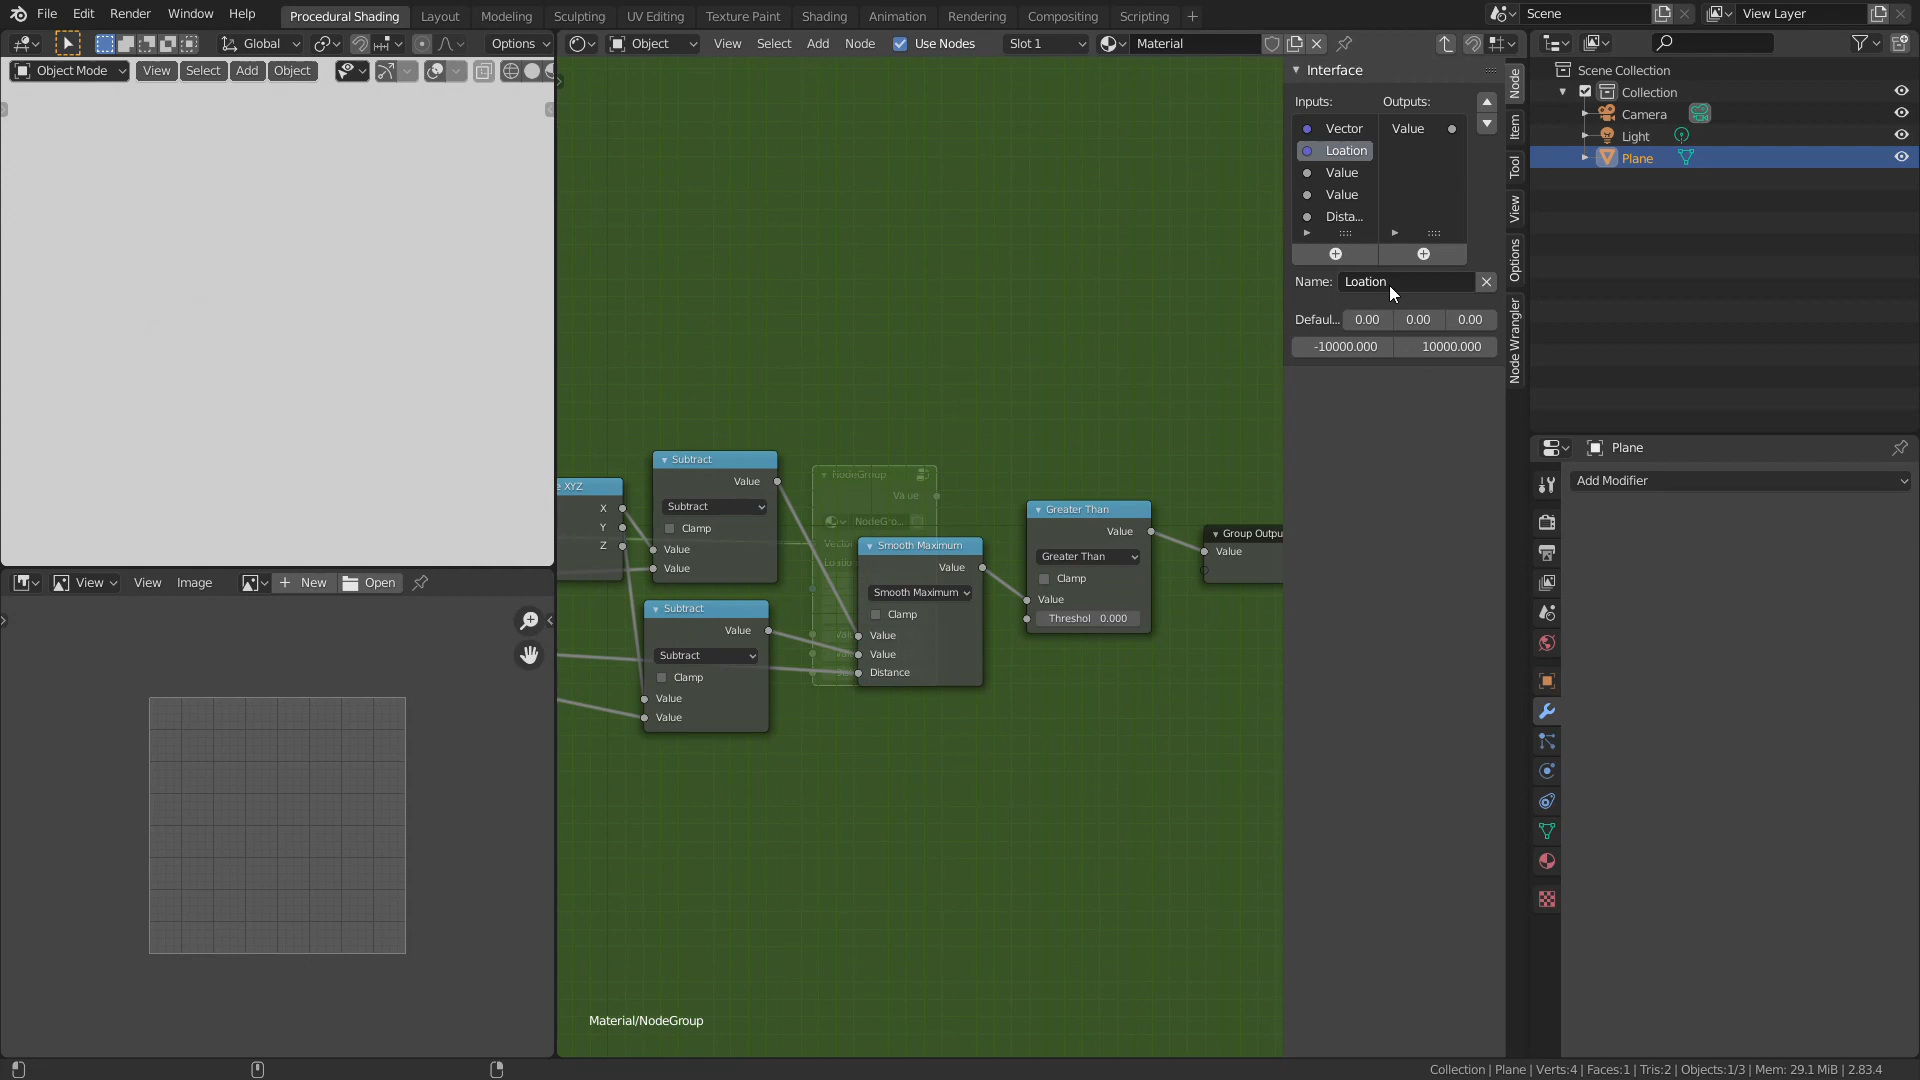 File Edit Render Window Help Procedural Shading Layout Modeling Sculpting UV Editing Texture Paint Shading Animation Rendering Compositing Scripting Scene View Layer
Global Options
Object View Select Add Node Use Nodes Slot 1 Material
Object Mode View Select Add Object
Interface
Inputs: Outputs:
Vector Value
Loation
Value
Value
Dista...
Name: Loation
Defaul... 0.00 0.00 0.00
-10000.000 10000.000
Node
Item
Tool
View
Options
Node Wrangler
Scene Collection
Collection
Camera
Light
Plane
Plane
Add Modifier
e XYZ
X
Y
Z
Subtract
Value
Subtract
Clamp
Value
Value
Subtract
Value
Subtract
Clamp
Value
Value
NodeGroup
Value
NodeGro...
Smooth Maximum
Value
Smooth Maximum
Clamp
Value
Value
Distance
Greater Than
Value
Greater Than
Clamp
Value
Threshol 0.000
Group Outpu
Value
View View Image New Open
Material/NodeGroup
Collection | Plane | Verts:4 | Faces:1 | Tris:2 | Objects:1/3 | Mem: 29.1 MiB | 2.83.4